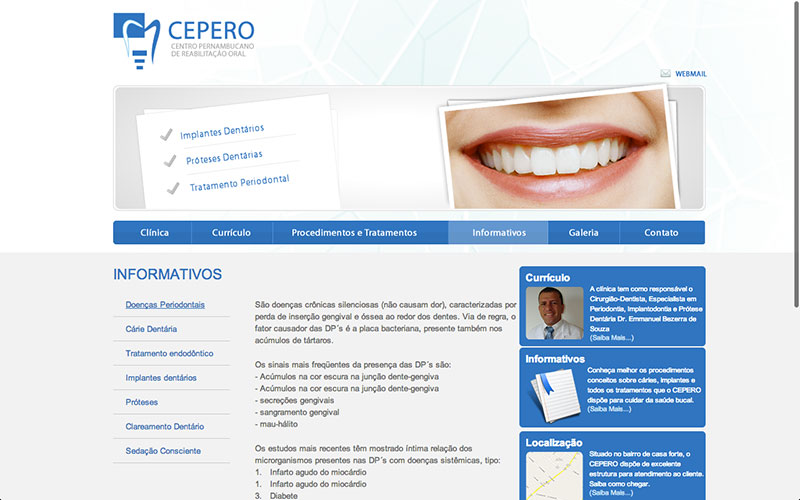 CEPERO
CENTRO PERNAMBUCANO
DE REABILITAÇÃO ORAL
WEBMAIL
Implantes Dentários
Próteses Dentárias
Tratamento Periodontal
Clínica
Currículo
Procedimentos e Tratamentos
Informativos
Galeria
Contato
INFORMATIVOS
Doenças Periodontais
Cárie Dentária
Tratamento endodôntico
Implantes dentários
Próteses
Clareamento Dentário
Sedação Consciente
São doenças crônicas silenciosas (não causam dor), caracterizadas por
perda de inserção gengival e óssea ao redor dos dentes. Via de regra, o
fator causador das DP´s é a placa bacteriana, presente também nos
acúmulos de tártaros.
Os sinais mais freqüentes da presença das DP´s são:
- Acúmulos na cor escura na junção dente-gengiva
- Acúmulos na cor escura na junção dente-gengiva
- secreções gengivais
- sangramento gengival
- mau-hálito
Os estudos mais recentes têm mostrado íntima relação dos
microrganismos presentes nas DP´s com doenças sistêmicas, tipo:
1. Infarto agudo do miocárdio
1. Infarto agudo do miocárdio
3. Diabete
Currículo
A clínica tem como responsável o
Cirurgião-Dentista, Especialista em
Periodontia, Implantodontia e Prótese
Dentária Dr. Emmanuel Bezerra de
Souza
(Saiba Mais...)
Informativos
Conheça melhor os procedimentos
conceitos sobre cáries, implantes e
todos os tratamentos que o CEPERO
dispõe para cuidar da saúde bucal.
(Saiba Mais...)
Localização
Situado no bairro de casa forte, o
CEPERO dispõe de excelente
estrutura para atendimento ao cliente.
Saiba como chegar.
(Saiba Mais...)